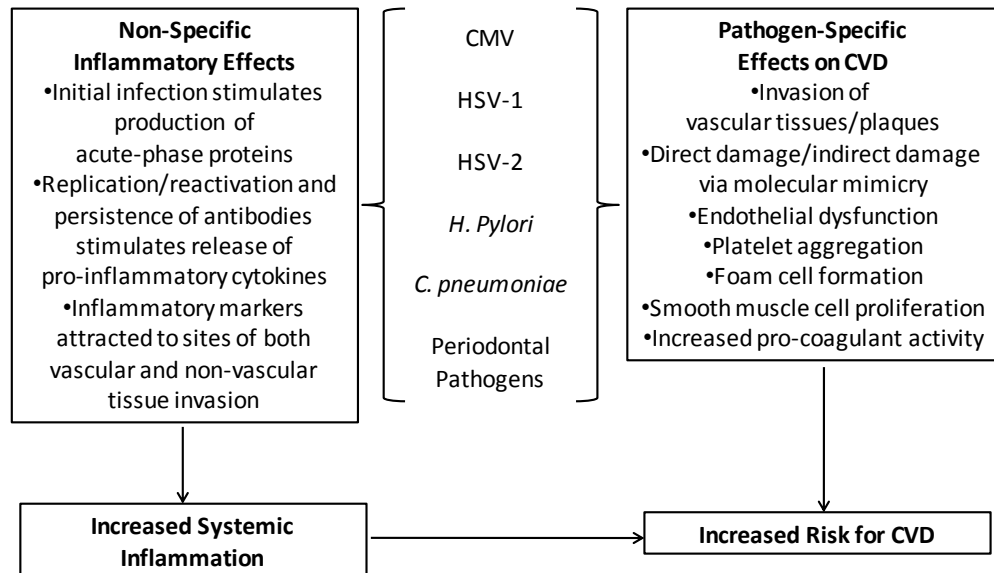 Non-Specific
Inflammatory Effects
•Initial infection stimulates
production of
acute-phase proteins
•Replication/reactivation and
persistence of antibodies
stimulates release of
pro-inflammatory cytokines
•Inflammatory markers
attracted to sites of both
vascular and non-vascular
tissue invasion
CMV
HSV-1
HSV-2
H. Pylori
C. pneumoniae
Periodontal
Pathogens
Pathogen-Specific
Effects on CVD
•Invasion of
vascular tissues/plaques
•Direct damage/indirect damage
via molecular mimicry
•Endothelial dysfunction
•Platelet aggregation
•Foam cell formation
•Smooth muscle cell proliferation
•Increased pro-coagulant activity
Increased Systemic
Inflammation
Increased Risk for CVD